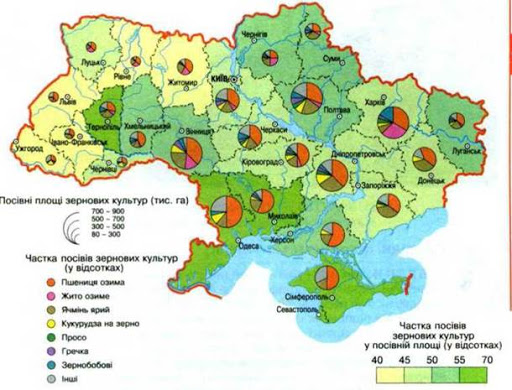 Чернігів
Суми
Луцьк
Рівне
Житомир
КИЇВ
Львів
Тернопіль
Хмельницький
Вінниця
Полтава
Харків
Черкаси
Луганськ
Ужгород
Івано-Франківськ
Чернівці
Кіровоград
Дніпропетровськ
Донецьк
Запоріжжя
Миколаїв
Одеса
Херсон
Сімферополь
Севастополь
Посівні площі зернових культур (тис. га)
700 - 900
500 - 700
300 - 500
80 - 300
Частка посівів зернових культур
(у відсотках)
Пшениця озима
Жито озиме
Ячмінь ярий
Кукурудза на зерно
Просо
Гречка
Зернобобові
Інші
Частка посівів
зернових культур
у посівній площі (у відсотках)
40 45 50 55 70